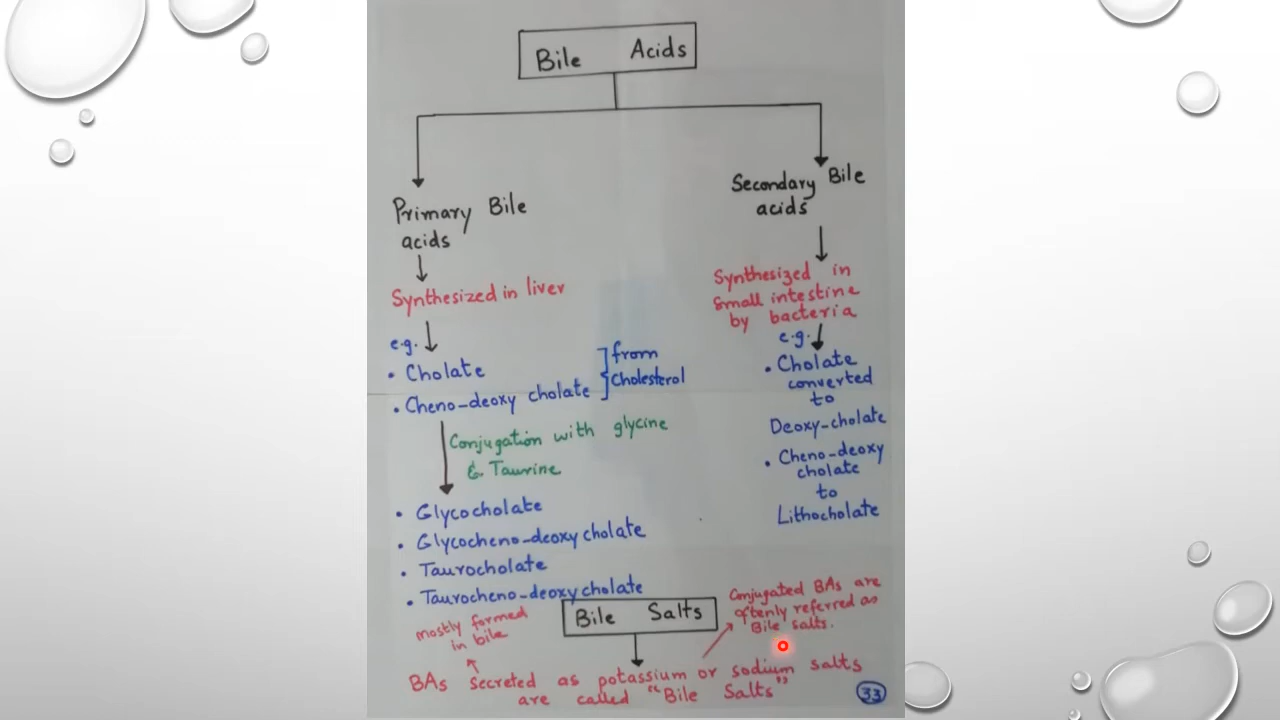 Bile Acids
Primary Bile
acids
Synthesized in liver
e.g.
• Cholate
• Cheno-deoxy cholate
from
Cholesterol
Conjugation with glycine
& Taurine
• Glycocholate
• Glycocheno-deoxy cholate
• Taurocholate
• Taurocheno-deoxy cholate
Secondary Bile
acids
Synthesized in
Small intestine
by bacteria
e.g.
• Cholate
converted
to
Deoxy-cholate
• Cheno-deoxy
cholate
to
Lithocholate
Bile Salts
mostly formed
in bile
Conjugated BAs are
oftenly referred as
Bile salts.
BAs secreted as potassium or sodium salts
are called "Bile Salts"
33